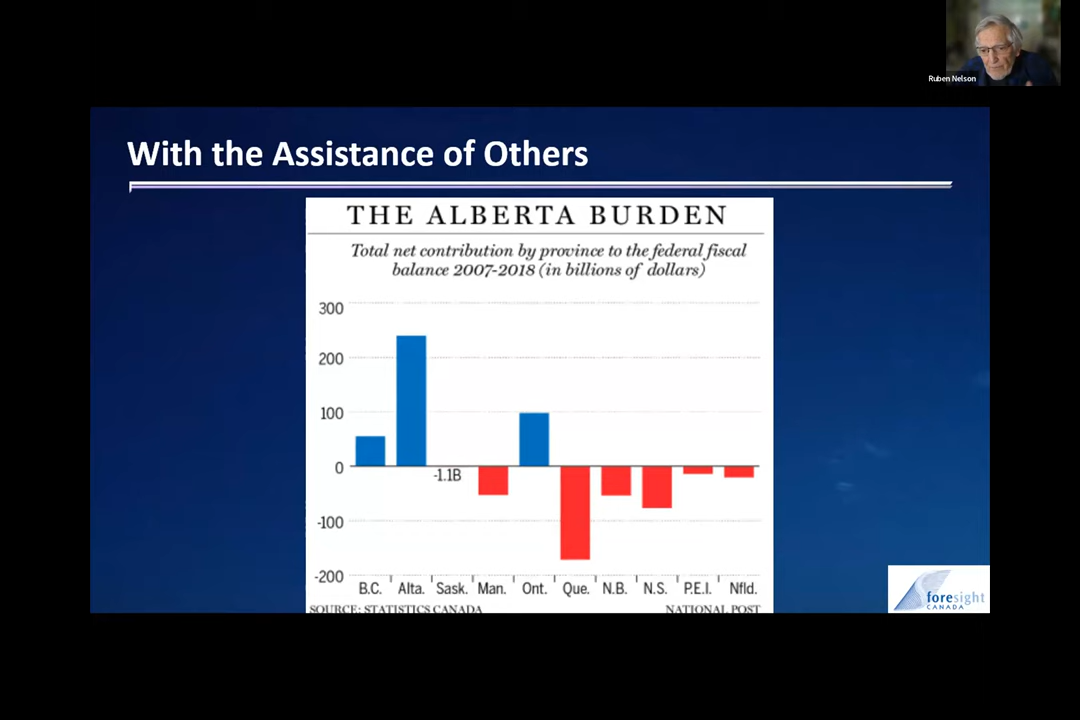 Ruben Nelson
With the Assistance of Others
THE ALBERTA BURDEN
Total net contribution by province to the federal fiscal
balance 2007-2018 (in billions of dollars)
300
200
100
0
-1.1B
-100
-200
B.C. Alta. Sask. Man. Ont. Que. N.B. N.S. P.E.I. Nfld.
SOURCE: STATISTICS CANADA NATIONAL POST
foresight
CANADA